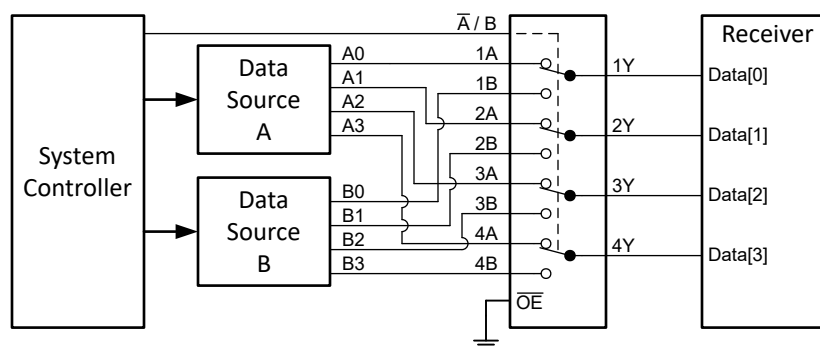 System
Controller
Data
Source
A
A0
A1
A2
A3
Data
Source
B
B0
B1
B2
B3
A̅ / B
1A
1B
2A
2B
3A
3B
4A
4B
O̅E̅
1Y
2Y
3Y
4Y
Receiver
Data[0]
Data[1]
Data[2]
Data[3]